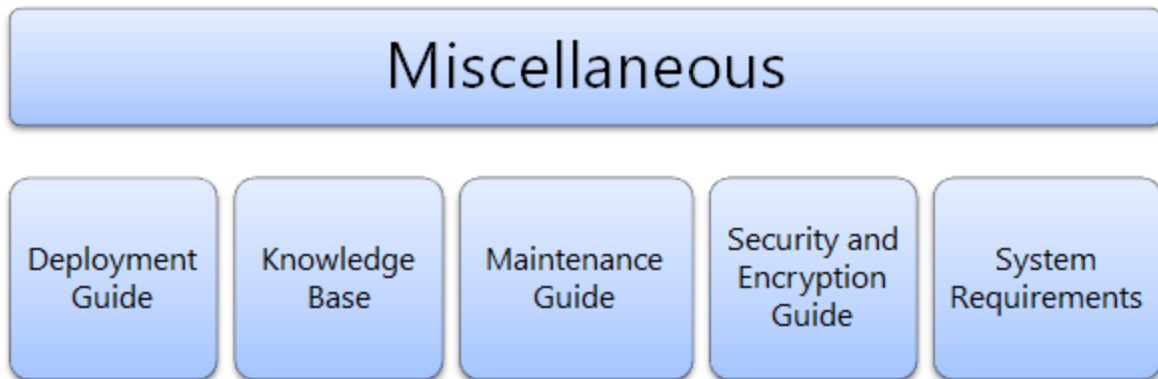 Miscellaneous
Deployment
Guide
Knowledge
Base
Maintenance
Guide
Security and
Encryption
Guide
System
Requirements